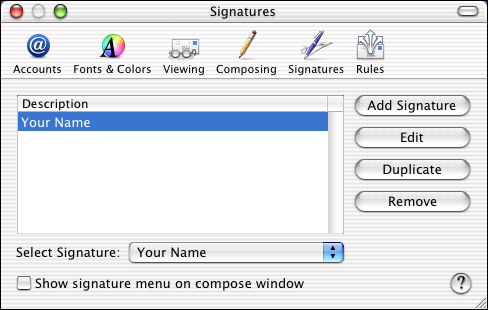 Signatures
Accounts Fonts & Colors Viewing Composing Signatures Rules
Description
Your Name
Add Signature
Edit
Duplicate
Remove
Select Signature: Your Name
Show signature menu on compose window
?